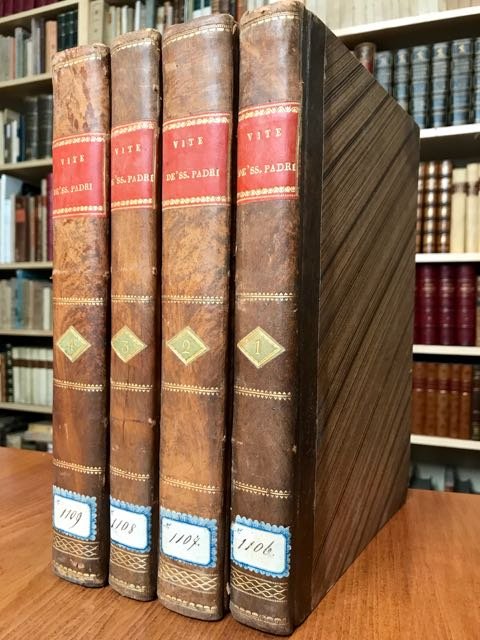 VITE
DE'SS. PADRI
4
1109
VITE
E'SS. PADRI
3
1108
VITE
DE'SS. PADRI
2
1107.
VITE
DE'SS. PADRI
1
1106.